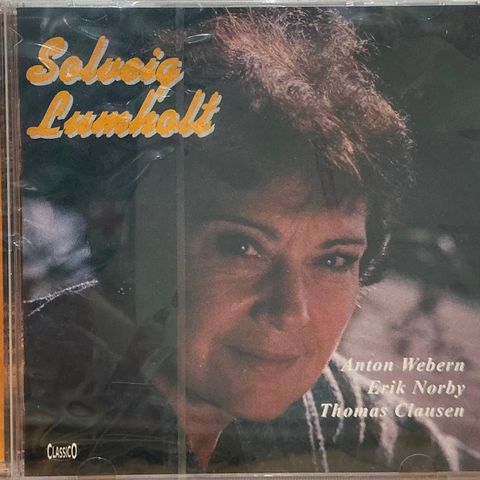 Solveig
Lumholt
Anton Webern
Erik Norby
Thomas Clausen
CLASSICO